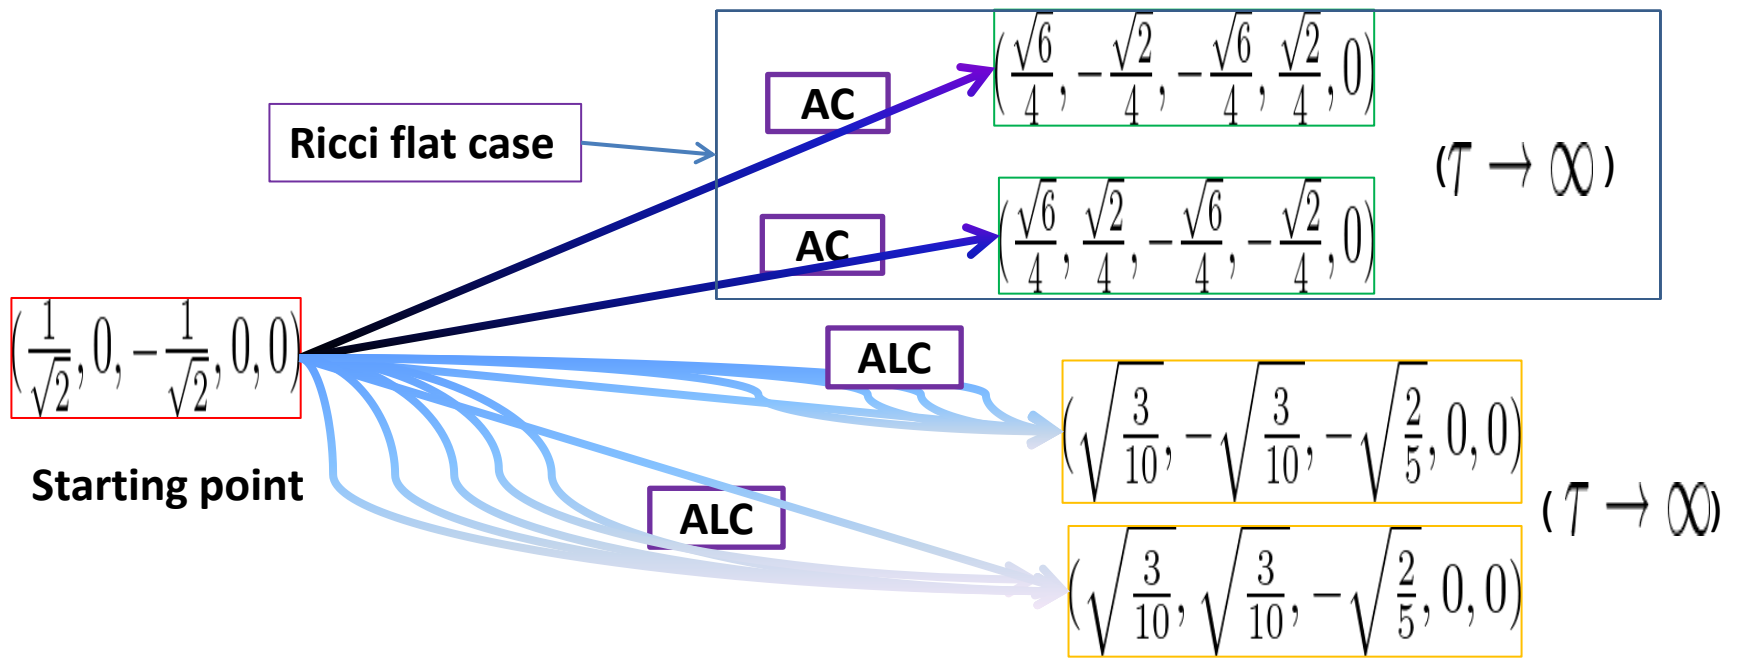 (√6/4, −√2/4, −√6/4, √2/4, 0)
AC
Ricci flat case
(τ → ∞)
AC
(√6/4, √2/4, −√6/4, −√2/4, 0)
(1/√2, 0, −1/√2, 0, 0)
ALC
(√(3/10), −√(3/10), −√(2/5), 0, 0)
Starting point
(τ → ∞)
ALC
(√(3/10), √(3/10), −√(2/5), 0, 0)